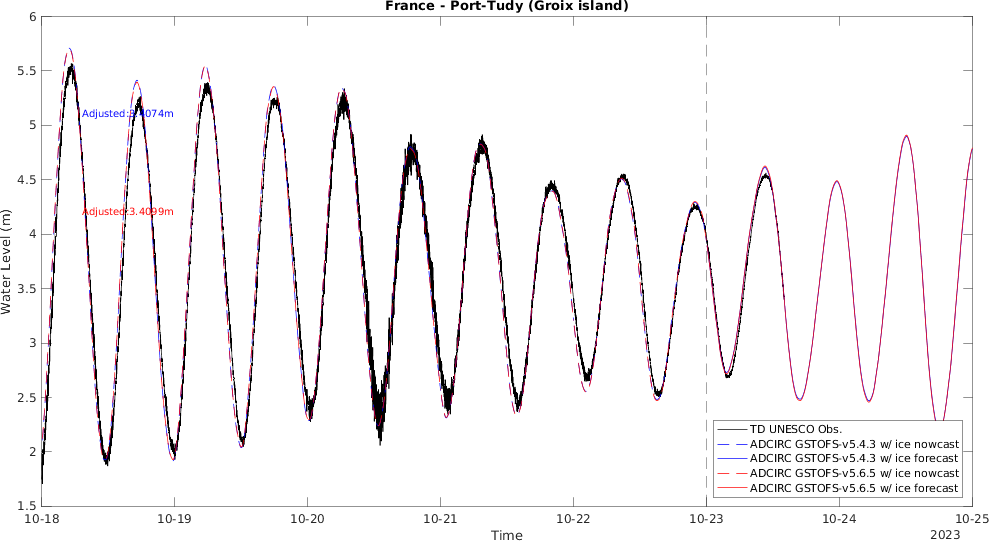 France - Port-Tudy (Groix island)
6
5.5
5
4.5
4
3.5
3
2.5
2
1.5
Water Level (m)
Adjusted:3.4074m
Adjusted:3.4099m
TD UNESCO Obs.
ADCIRC GSTOFS-v5.4.3 w/ ice nowcast
ADCIRC GSTOFS-v5.4.3 w/ ice forecast
ADCIRC GSTOFS-v5.6.5 w/ ice nowcast
ADCIRC GSTOFS-v5.6.5 w/ ice forecast
10-18 10-19 10-20 10-21 10-22 10-23 10-24 10-25
Time
2023